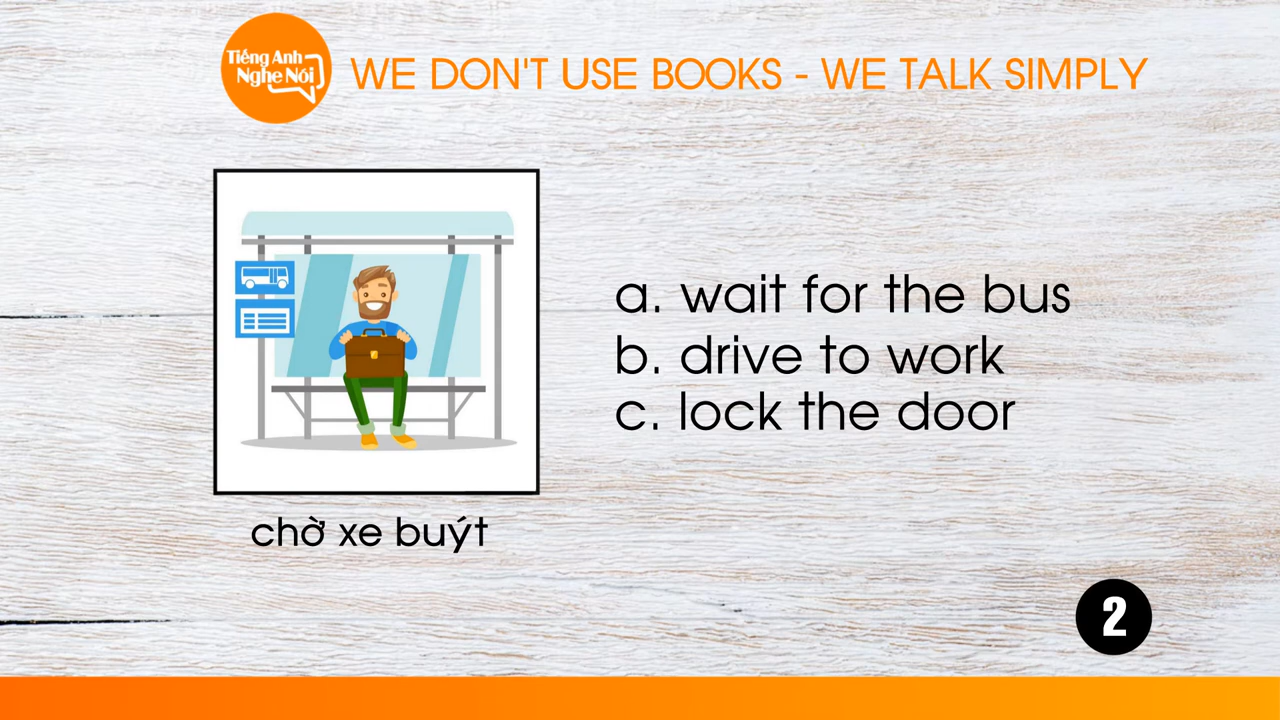 Tiếng Anh
Nghe Nói
WE DON'T USE BOOKS - WE TALK SIMPLY
a. wait for the bus
b. drive to work
c. lock the door
chờ xe buýt
2